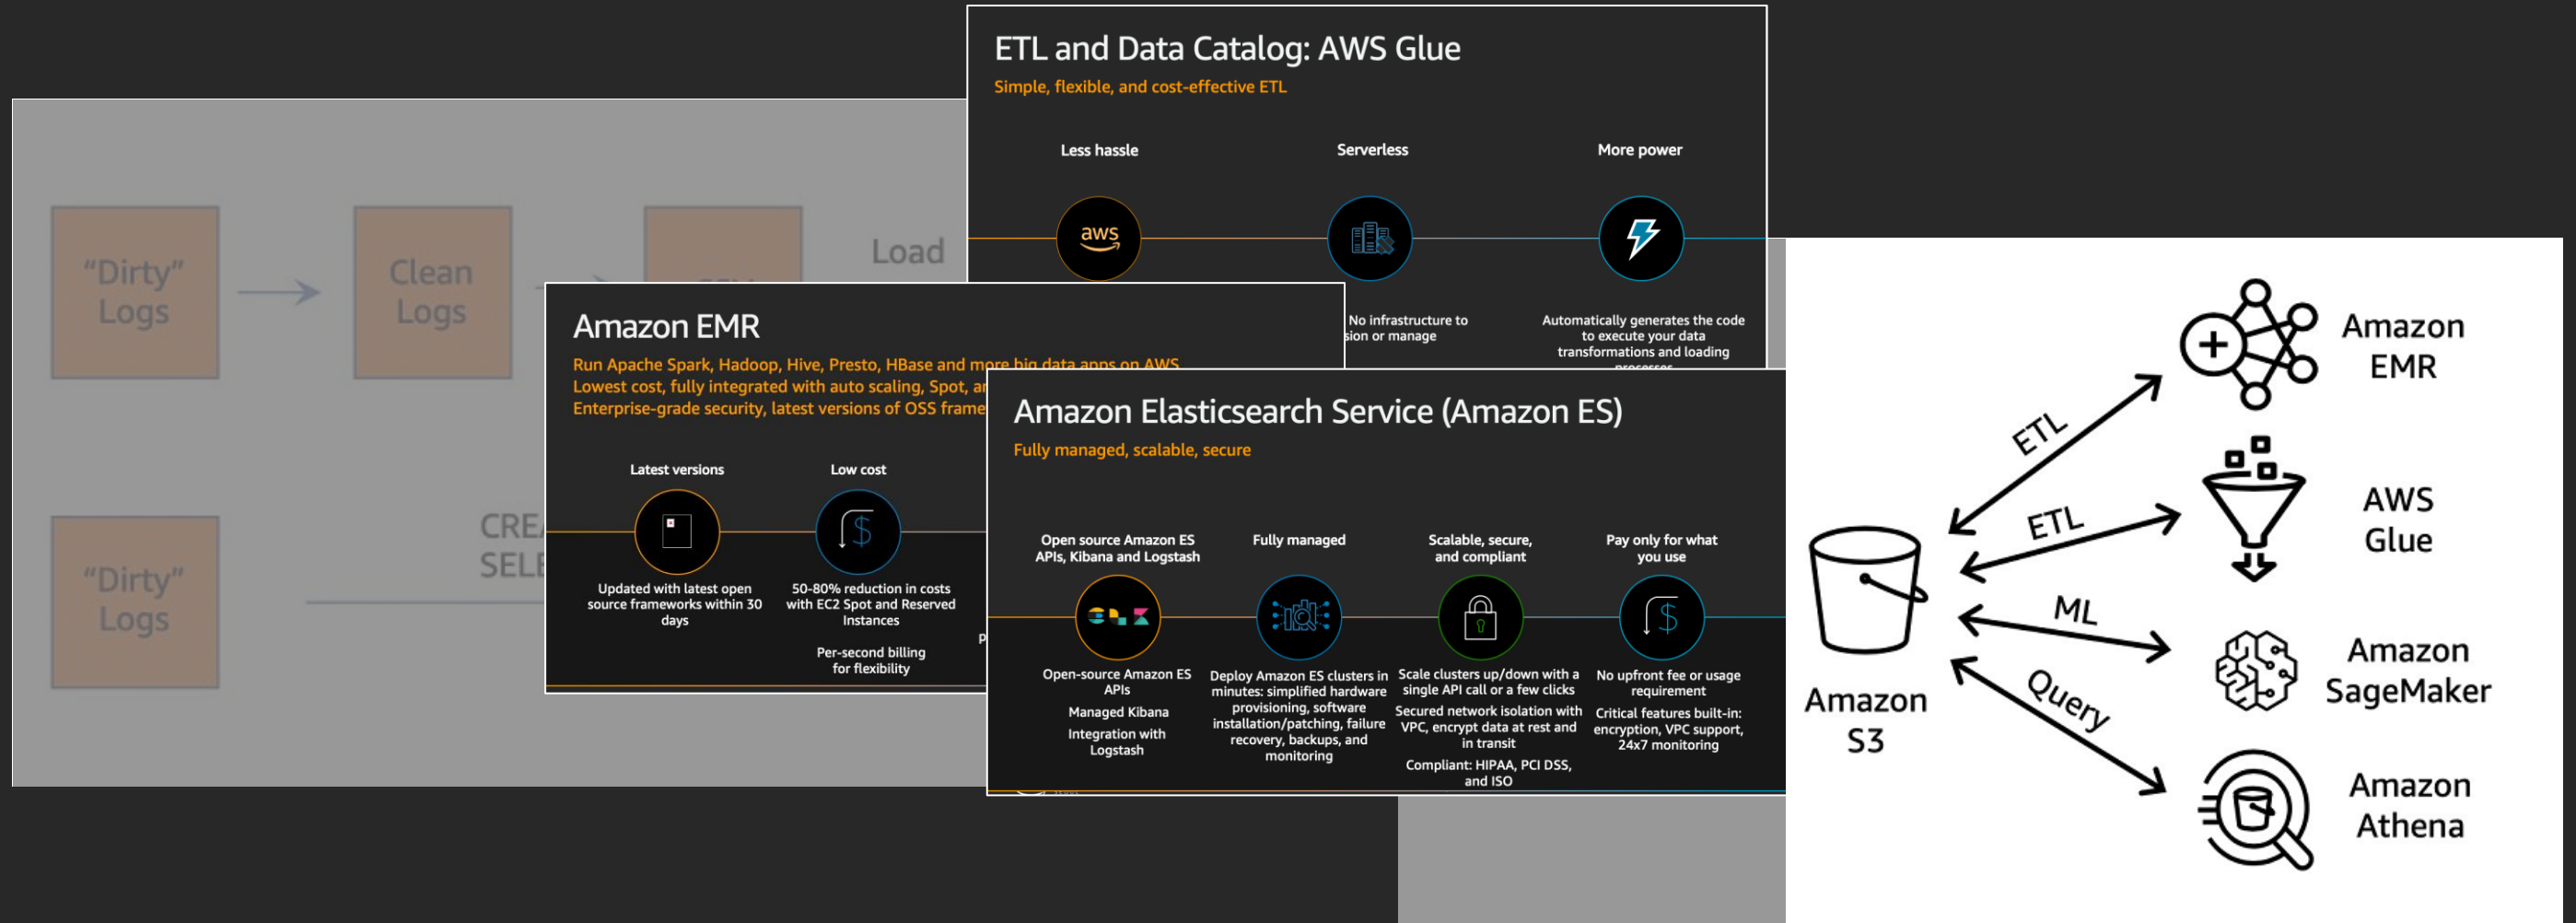 ETL and Data Catalog: AWS Glue
Simple, flexible, and cost-effective ETL
Less hassle
Serverless
More power
aws
No infrastructure to
sion or manage
Automatically generates the code
to execute your data
transformations and loading
processes
"Dirty"
Logs
Clean
Logs
Load
"Dirty"
Logs
CREA
SELE
Amazon EMR
Run Apache Spark, Hadoop, Hive, Presto, HBase and more big data apps on AWS
Lowest cost, fully integrated with auto scaling, Spot, an
Enterprise-grade security, latest versions of OSS frame
Latest versions
Low cost
Updated with latest open
source frameworks within 30
days
50-80% reduction in costs
with EC2 Spot and Reserved
Instances
Per-second billing
for flexibility
p
Amazon Elasticsearch Service (Amazon ES)
Fully managed, scalable, secure
Open source Amazon ES
APIs, Kibana and Logstash
Fully managed
Scalable, secure,
and compliant
Pay only for what
you use
Open-source Amazon ES
APIs
Managed Kibana
Integration with
Logstash
Deploy Amazon ES clusters in
minutes: simplified hardware
provisioning, software
installation/patching, failure
recovery, backups, and
monitoring
Scale clusters up/down with a
single API call or a few clicks
Secured network isolation with
VPC, encrypt data at rest and
in transit
Compliant: HIPAA, PCI DSS,
and ISO
No upfront fee or usage
requirement
Critical features built-in:
encryption, VPC support,
24x7 monitoring
Amazon
S3
ETL
ETL
ML
Query
Amazon
EMR
AWS
Glue
Amazon
SageMaker
Amazon
Athena